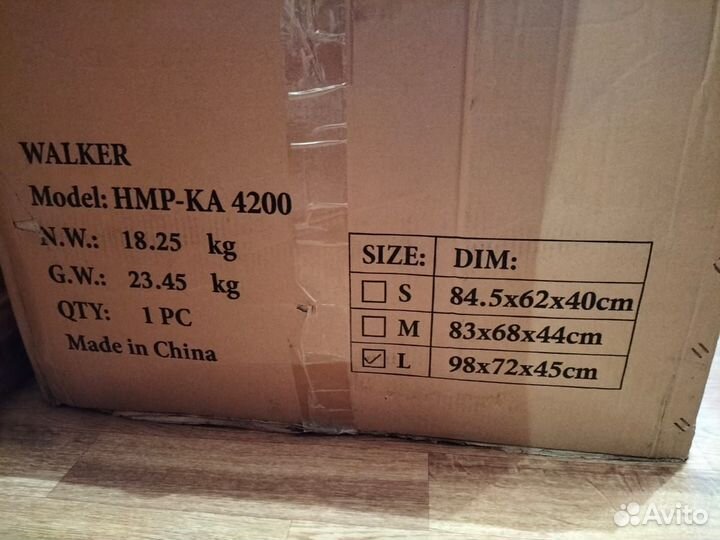 WALKER
Model: HMP-KA 4200
N.W.: 18.25 kg
G.W.: 23.45 kg
QTY: 1 PC
Made in China
SIZE: DIM:
S 84.5x62x40cm
M 83x68x44cm
L 98x72x45cm
Avito